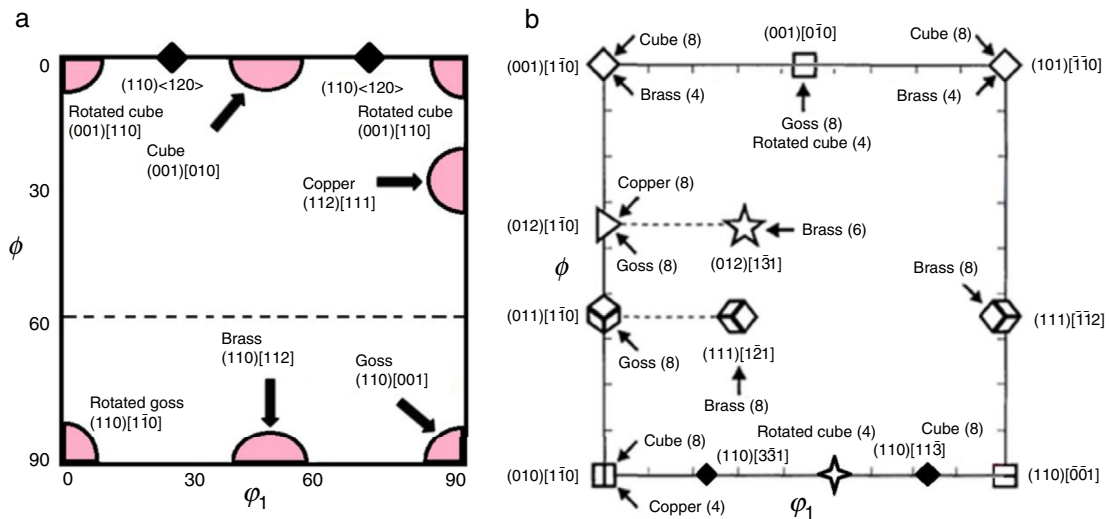 a
0
(110)<120>
(110)<120>
Rotated cube
(001)[110]
Cube
(001)[010]
Rotated cube
(001)[110]
30
Copper
(112)[111]
ϕ
60
Brass
(110)[112]
Goss
(110)[001]
Rotated goss
(110)[11̄0]
90
0
30
60
90
φ1
b
Cube (8)
(001)[01̄0]
Cube (8)
(001)[11̄0]
(101)[1̄1̄0]
Brass (4)
Goss (8)
Rotated cube (4)
Brass (4)
Copper (8)
(012)[11̄0]
Brass (6)
Goss (8)
(012)[13̄1]
ϕ
Brass (8)
(011)[11̄0]
(111)[1̄1̄2]
Goss (8)
(111)[12̄1]
Brass (8)
Cube (8)
Rotated cube (4)
Cube (8)
(110)[33̄1]
(110)[113̄]
(010)[11̄0]
(110)[0̄0̄1]
Copper (4)
φ1